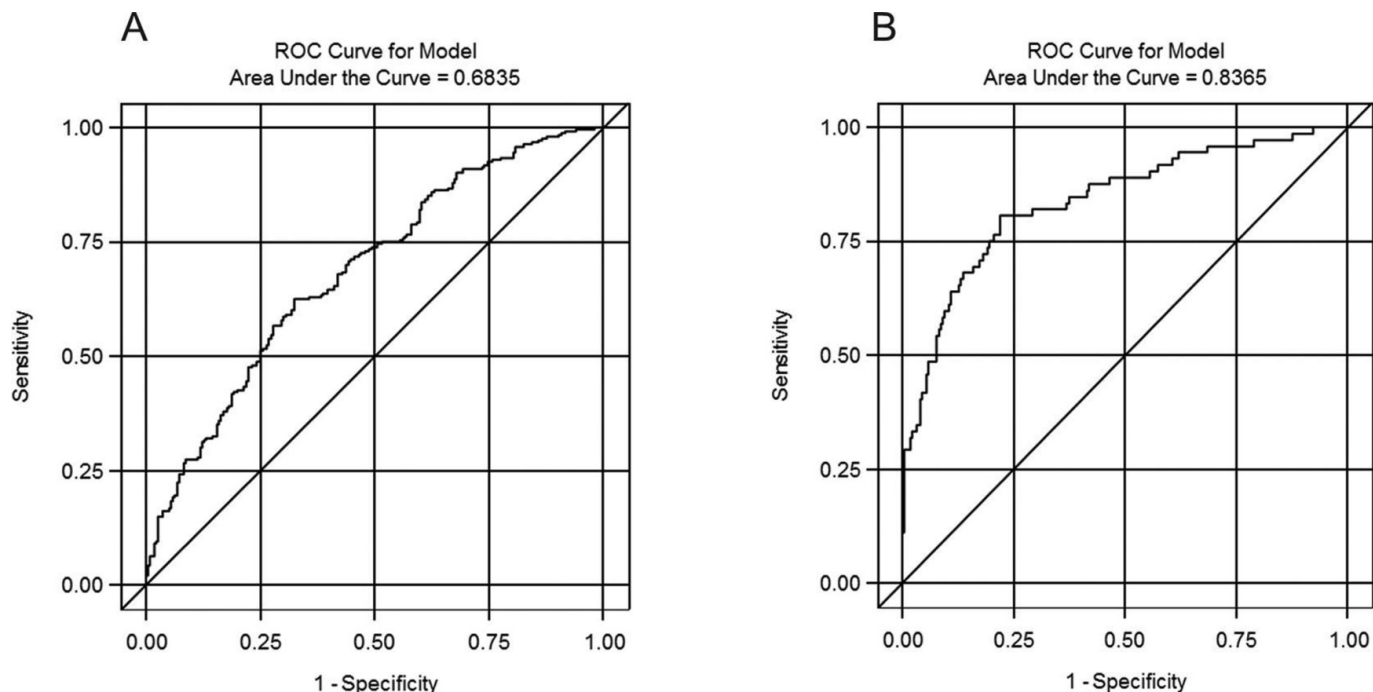 A
ROC Curve for Model
Area Under the Curve = 0.6835
1.00
0.75
0.50
0.25
0.00
Sensitivity
0.00 0.25 0.50 0.75 1.00
1 - Specificity
B
ROC Curve for Model
Area Under the Curve = 0.8365
1.00
0.75
0.50
0.25
0.00
Sensitivity
0.00 0.25 0.50 0.75 1.00
1 - Specificity